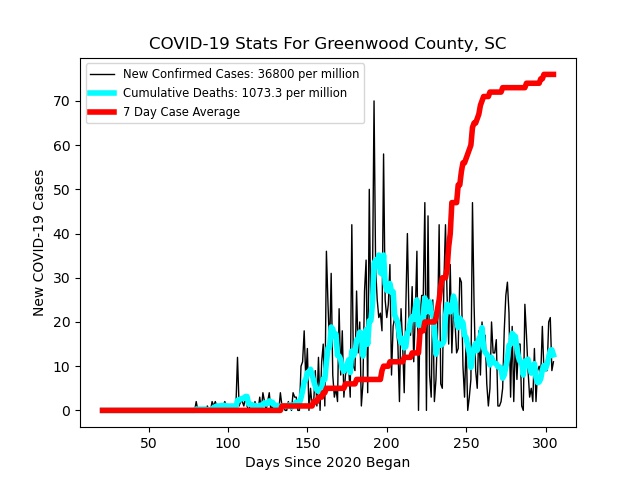 COVID-19 Stats For Greenwood County, SC
New Confirmed Cases: 36800 per million
Cumulative Deaths: 1073.3 per million
7 Day Case Average
New COVID-19 Cases
70
60
50
40
30
20
10
0
50 100 150 200 250 300
Days Since 2020 Began